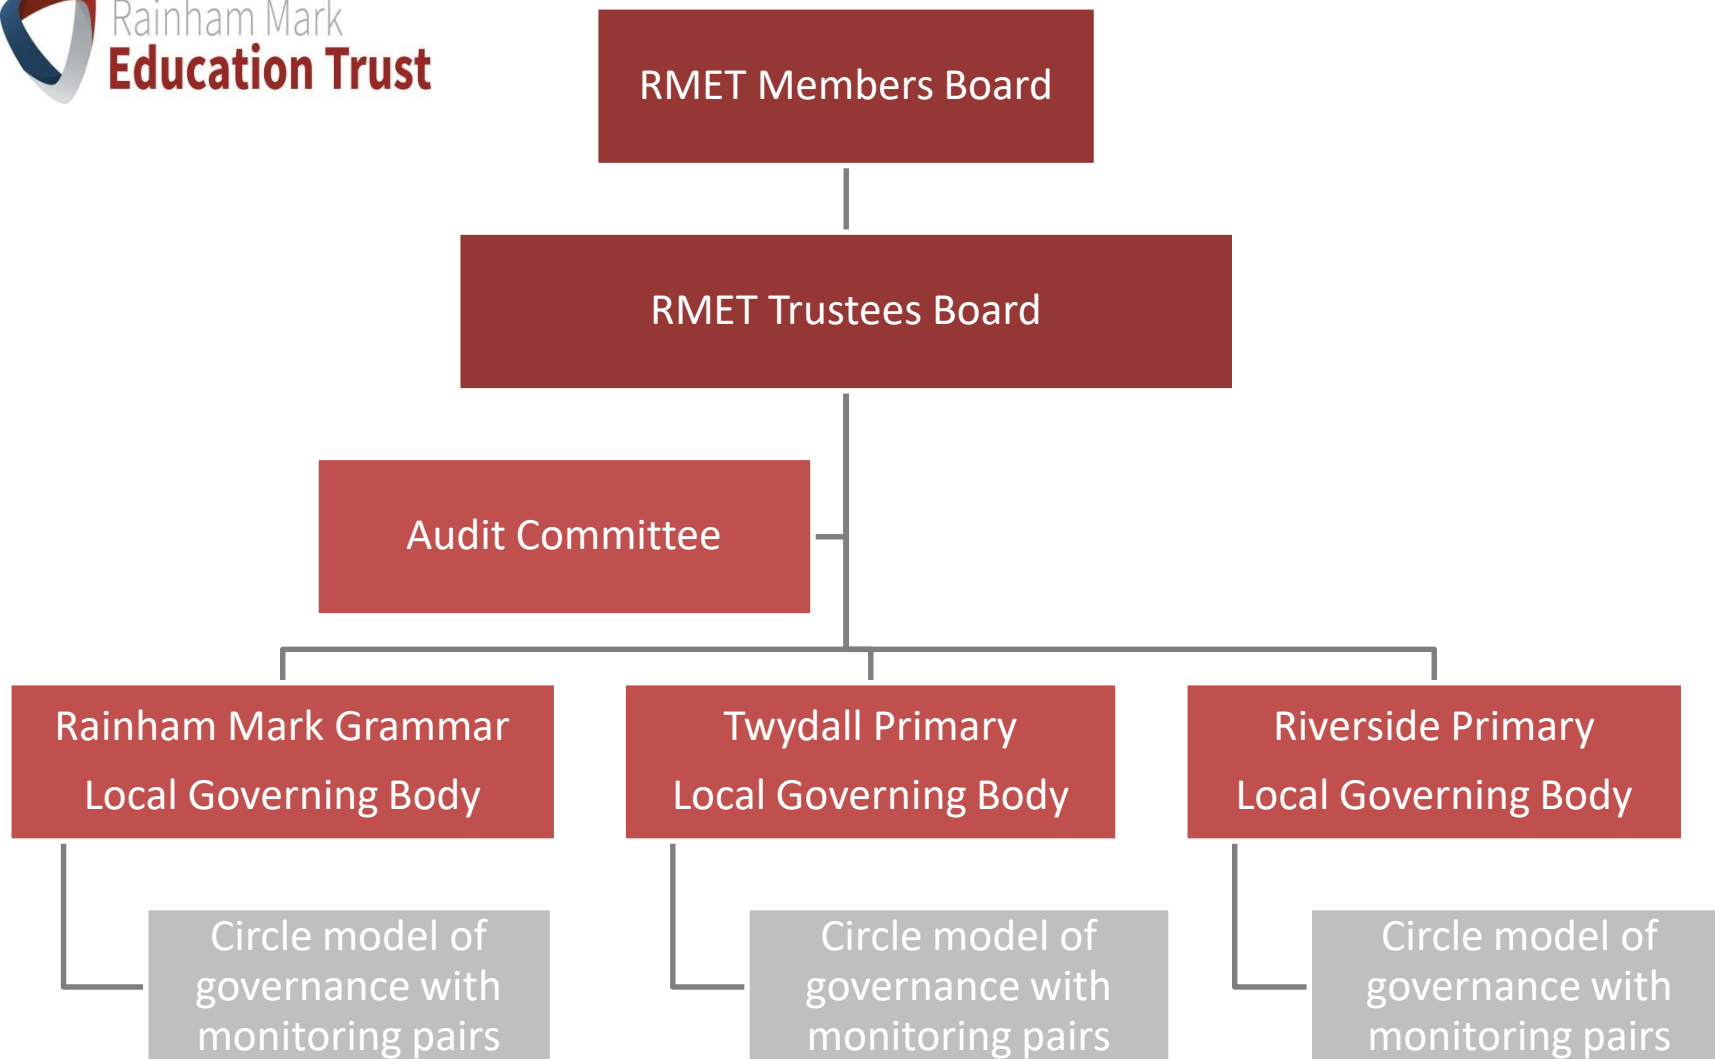 Rainham Mark
Education Trust
RMET Members Board
RMET Trustees Board
Audit Committee
Rainham Mark Grammar
Local Governing Body
Twydall Primary
Local Governing Body
Riverside Primary
Local Governing Body
Circle model of
governance with
monitoring pairs
Circle model of
governance with
monitoring pairs
Circle model of
governance with
monitoring pairs